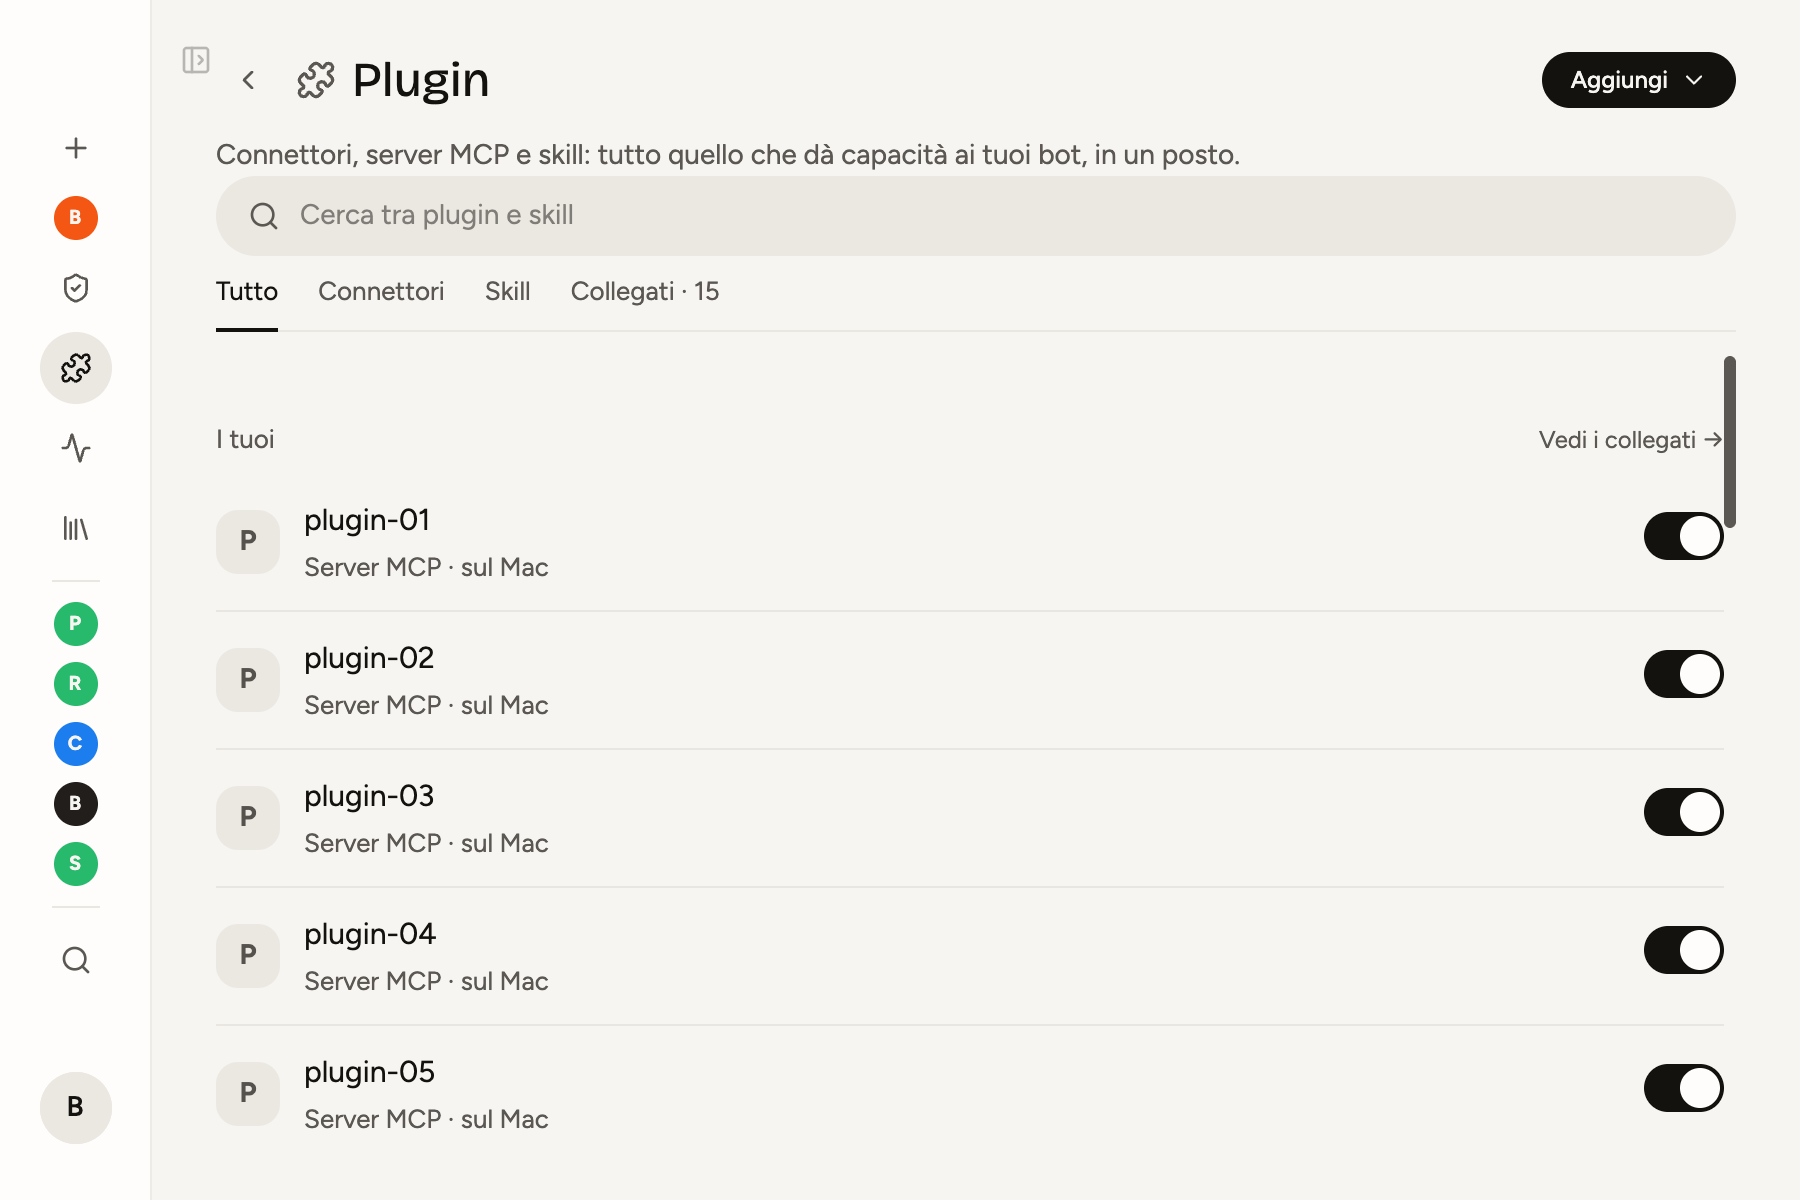 Plugin
Aggiungi
Connettori, server MCP e skill: tutto quello che dà capacità ai tuoi bot, in un posto.
Cerca tra plugin e skill
Tutto Connettori Skill Collegati · 15
I tuoi
Vedi i collegati →
P
plugin-01
Server MCP · sul Mac
P
plugin-02
Server MCP · sul Mac
P
plugin-03
Server MCP · sul Mac
P
plugin-04
Server MCP · sul Mac
P
plugin-05
Server MCP · sul Mac
B
P
R
C
B
S
B